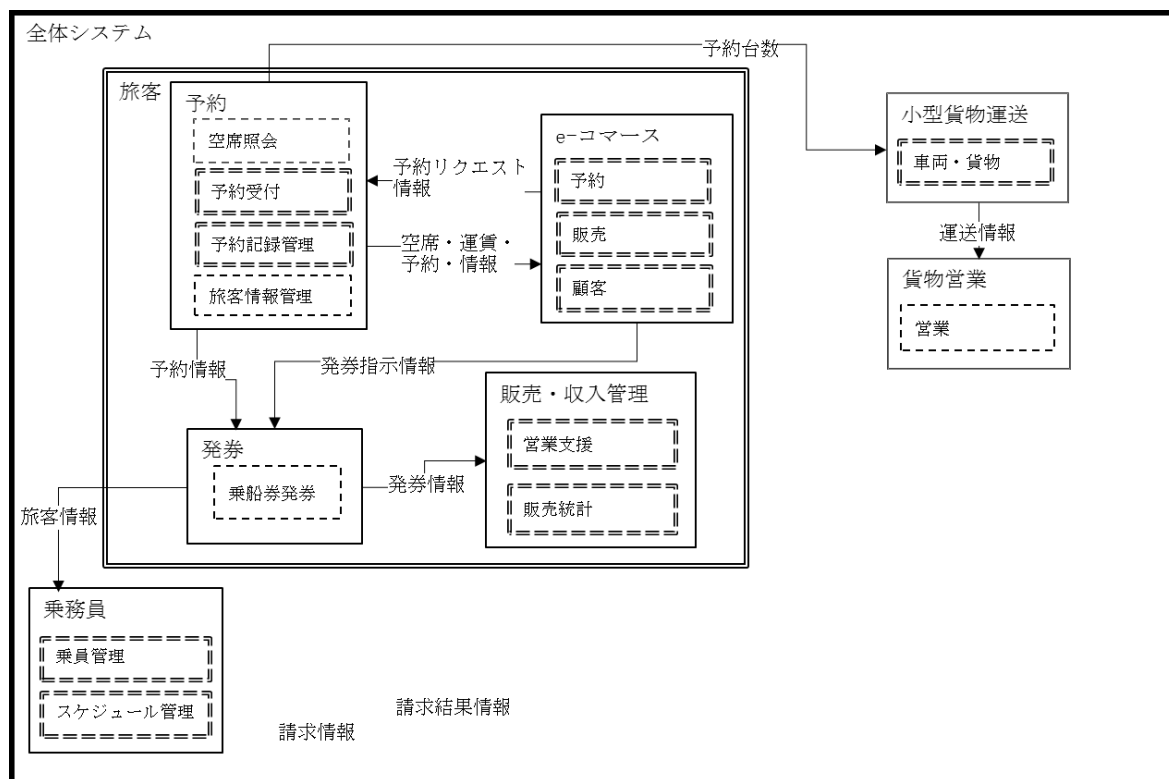 全体システム
予約台数
旅客
予約
空席照会
予約受付
予約記録管理
旅客情報管理
予約リクエスト
情報
空席・運賃・
予約・情報
e-コマース
予約
販売
顧客
小型貨物運送
車両・貨物
運送情報
貨物営業
営業
予約情報
発券指示情報
発券
乗船券発券
発券情報
販売・収入管理
営業支援
販売統計
旅客情報
乗務員
乗員管理
スケジュール管理
請求結果情報
請求情報